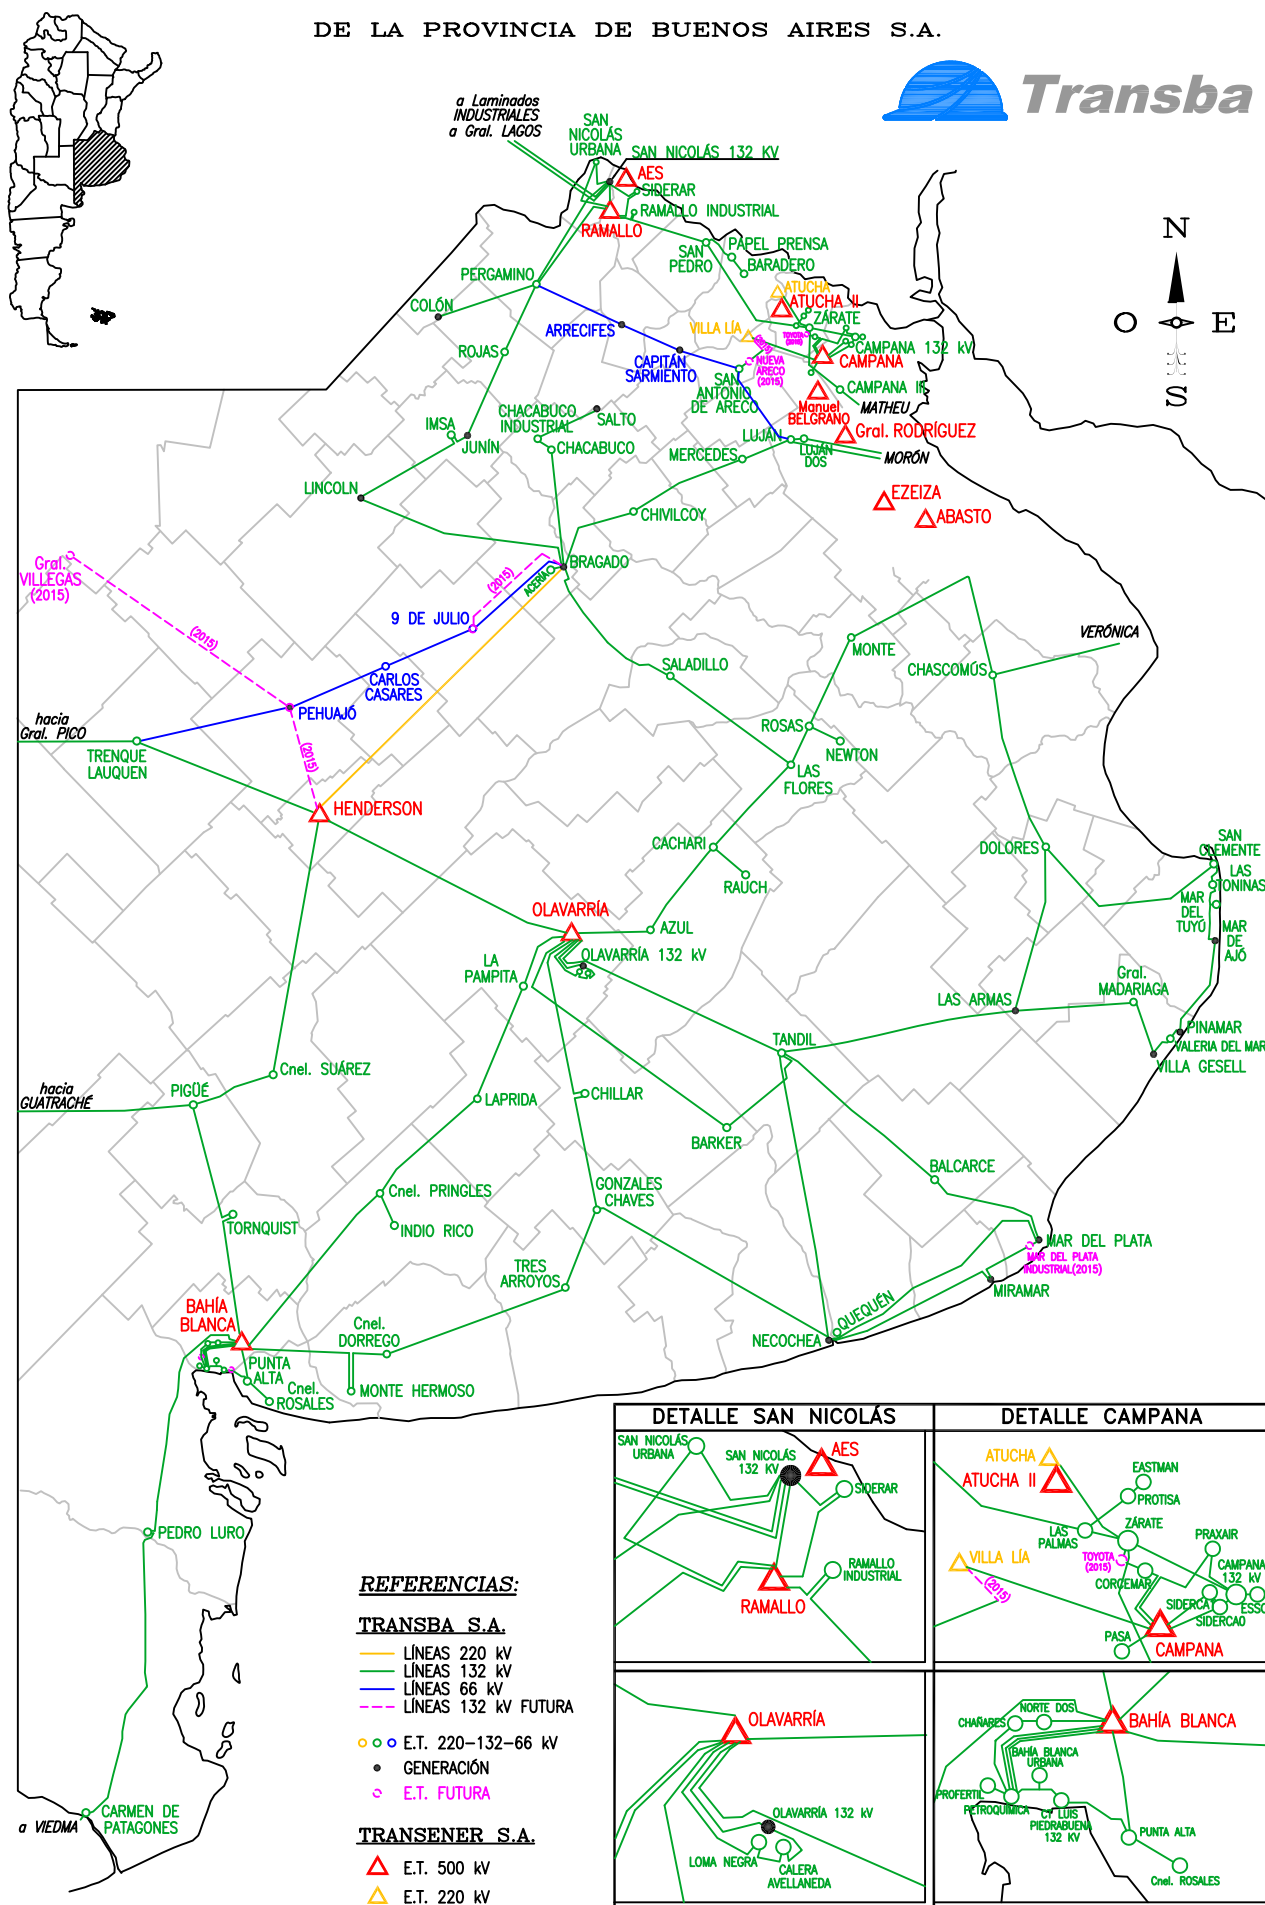 DE LA PROVINCIA DE BUENOS AIRES S.A.
Transba
a Laminados
INDUSTRIALES
a Gral. LAGOS
SAN
NICOLÁS
URBANA
SAN NICOLÁS 132 KV
AES
SIDERAR
RAMALLO INDUSTRIAL
RAMALLO
SAN
PEDRO
PAPEL PRENSA
BARADERO
N
O
E
S
PERGAMINO
COLÓN
ATUCHA
ATUCHA II
ZÁRATE
TOYOTA
(2015)
VILLA LÍA
(2015)
ARRECIFES
CAMPANA 132 kV
CAMPANA
ROJAS
CAPITÁN
SARMIENTO
NUEVA
ARECO
(2015)
SAN
ANTONIO
DE ARECO
CAMPANA III
MATHEU
Manuel
BELGRANO
Gral. RODRÍGUEZ
IMSA
JUNÍN
CHACABUCO
INDUSTRIAL
SALTO
CHACABUCO
LUJÁN
LUJÁN
DOS
MERCEDES
MORÓN
LINCOLN
CHIVILCOY
EZEIZA
ABASTO
Gral.
VILLEGAS
(2015)
(2015)
(2015)
ACERIA
BRAGADO
9 DE JULIO
VERÓNICA
MONTE
CHASCOMÚS
SALADILLO
CARLOS
CASARES
hacia
Gral. PICO
PEHUAJÓ
ROSAS
NEWTON
TRENQUE
LAUQUEN
(2015)
LAS
FLORES
HENDERSON
CACHARI
RAUCH
DOLORES
SAN
CLEMENTE
LAS
TONINAS
MAR
DEL
TUYÚ
MAR
DE
AJÓ
OLAVARRÍA
AZUL
OLAVARRÍA 132 kV
LA
PAMPITA
Gral.
MADARIAGA
LAS ARMAS
PINAMAR
VALERIA DEL MAR
VILLA GESELL
TANDIL
Cnel. SUÁREZ
hacia
GUATRACHÉ
PIGÜÉ
LAPRIDA
CHILLAR
BARKER
BALCARCE
Cnel. PRINGLES
GONZALES
CHAVES
INDIO RICO
TORNQUIST
MAR DEL PLATA
MAR DEL PLATA
INDUSTRIAL(2015)
MIRAMAR
TRES
ARROYOS
QUEQUÉN
NECOCHEA
BAHÍA
BLANCA
Cnel.
DORREGO
PUNTA
ALTA
Cnel.
ROSALES
MONTE HERMOSO
PEDRO LURO
CARMEN DE
PATAGONES
a VIEDMA
REFERENCIAS:
TRANSBA S.A.
LÍNEAS 220 kV
LÍNEAS 132 kV
LÍNEAS 66 kV
LÍNEAS 132 kV FUTURA
E.T. 220-132-66 kV
GENERACIÓN
E.T. FUTURA
TRANSENER S.A.
E.T. 500 kV
E.T. 220 kV
DETALLE SAN NICOLÁS
SAN NICOLÁS
URBANA
SAN NICOLÁS
132 KV
AES
SIDERAR
RAMALLO
INDUSTRIAL
RAMALLO
DETALLE CAMPANA
ATUCHA
ATUCHA II
EASTMAN
PROTISA
LAS
PALMAS
ZÁRATE
PRAXAIR
VILLA LÍA
(2015)
TOYOTA
(2015)
CORCEMAR
CAMPANA
132 kV
SIDERCA
SIDERCA0
ESSO
PASA
CAMPANA
OLAVARRÍA
OLAVARRÍA 132 kV
LOMA NEGRA
CALERA
AVELLANEDA
NORTE DOS
CHAÑARES
BAHÍA BLANCA
BAHÍA BLANCA
URBANA
PROFERTIL
PETROQUÍMICA
CT LUIS
PIEDRABUENA
132 KV
PUNTA ALTA
Cnel. ROSALES